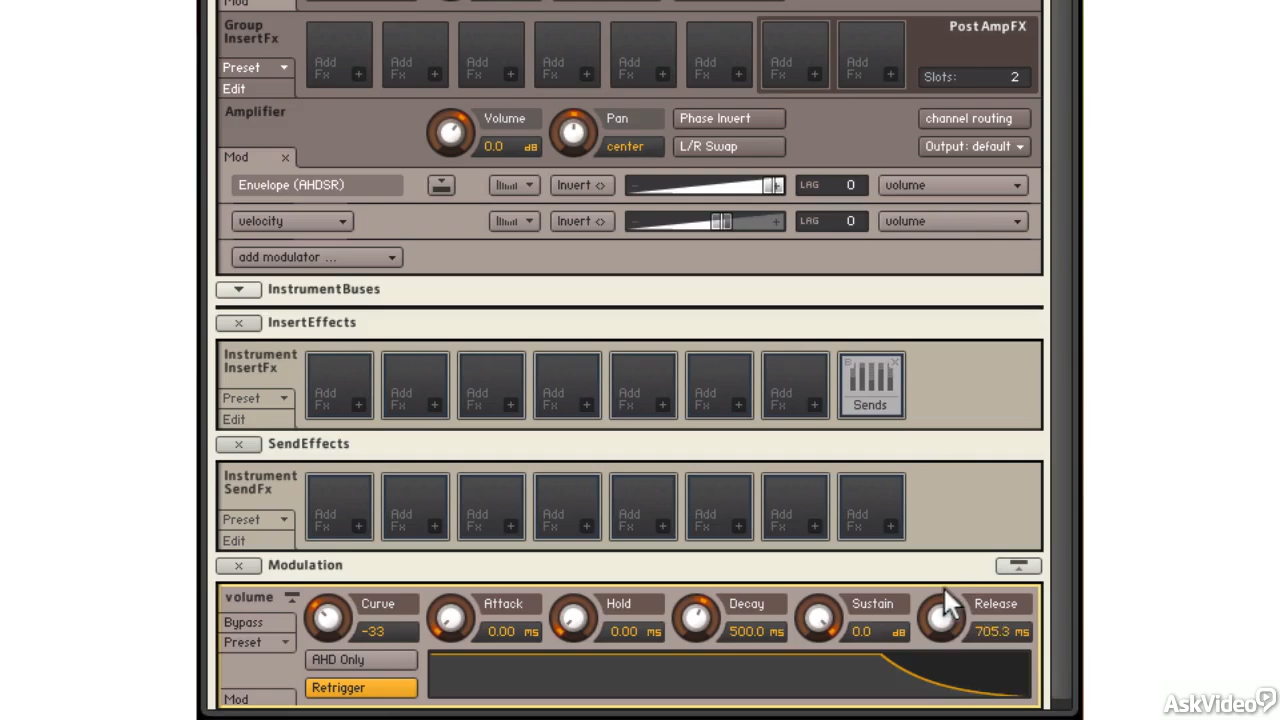 Mod
Group
InsertFx
Preset
Edit
Add Fx + Add Fx + Add Fx + Add Fx + Add Fx + Add Fx + Add Fx + Add Fx +
Post AmpFX
Slots: 2
Amplifier
Volume 0.0 dB
Pan center
Phase Invert
L/R Swap
channel routing
Output: default
Mod x
Envelope (AHDSR) Invert <> - + LAG 0 volume
velocity Invert <> - + LAG 0 volume
add modulator ...
InstrumentBuses
x InsertEffects
Instrument
InsertFx
Preset
Edit
Add Fx + Add Fx + Add Fx + Add Fx + Add Fx + Add Fx + Add Fx + B X Sends
x SendEffects
Instrument
SendFx
Preset
Edit
Add Fx + Add Fx + Add Fx + Add Fx + Add Fx + Add Fx + Add Fx + Add Fx +
x Modulation
volume
Bypass
Preset
Mod
Curve -33
Attack 0.00 ms
Hold 0.00 ms
Decay 500.0 ms
Sustain 0.0 dB
Release 705.3 ms
AHD Only
Retrigger
AskVideo